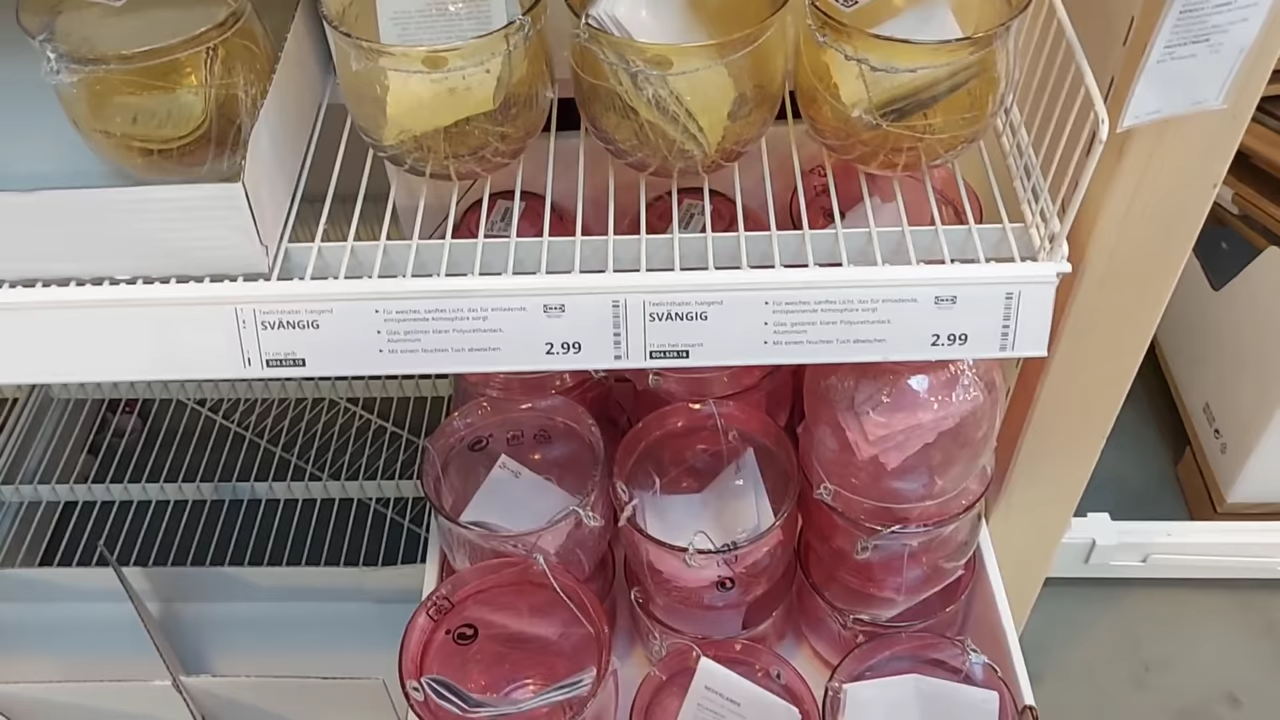 Teelichthalter, hängend
SVÄNGIG
11 cm gelb
Für weiches, sanftes Licht, das für einladende,
entspannende Atmosphäre sorgt.
Glas, getönter klarer Polyurethanlack,
Aluminium
Mit einem feuchten Tuch abwischen.
IKEA
2.99
Teelichthalter, hängend
SVÄNGIG
11 cm hell rosarot
004.529.16
Für weiches, sanftes Licht, das für einladende,
entspannende Atmosphäre sorgt.
Glas, getönter klarer Polyurethanlack,
Aluminium
Mit einem feuchten Tuch abwischen.
IKEA
2.99
NEDERLANDS